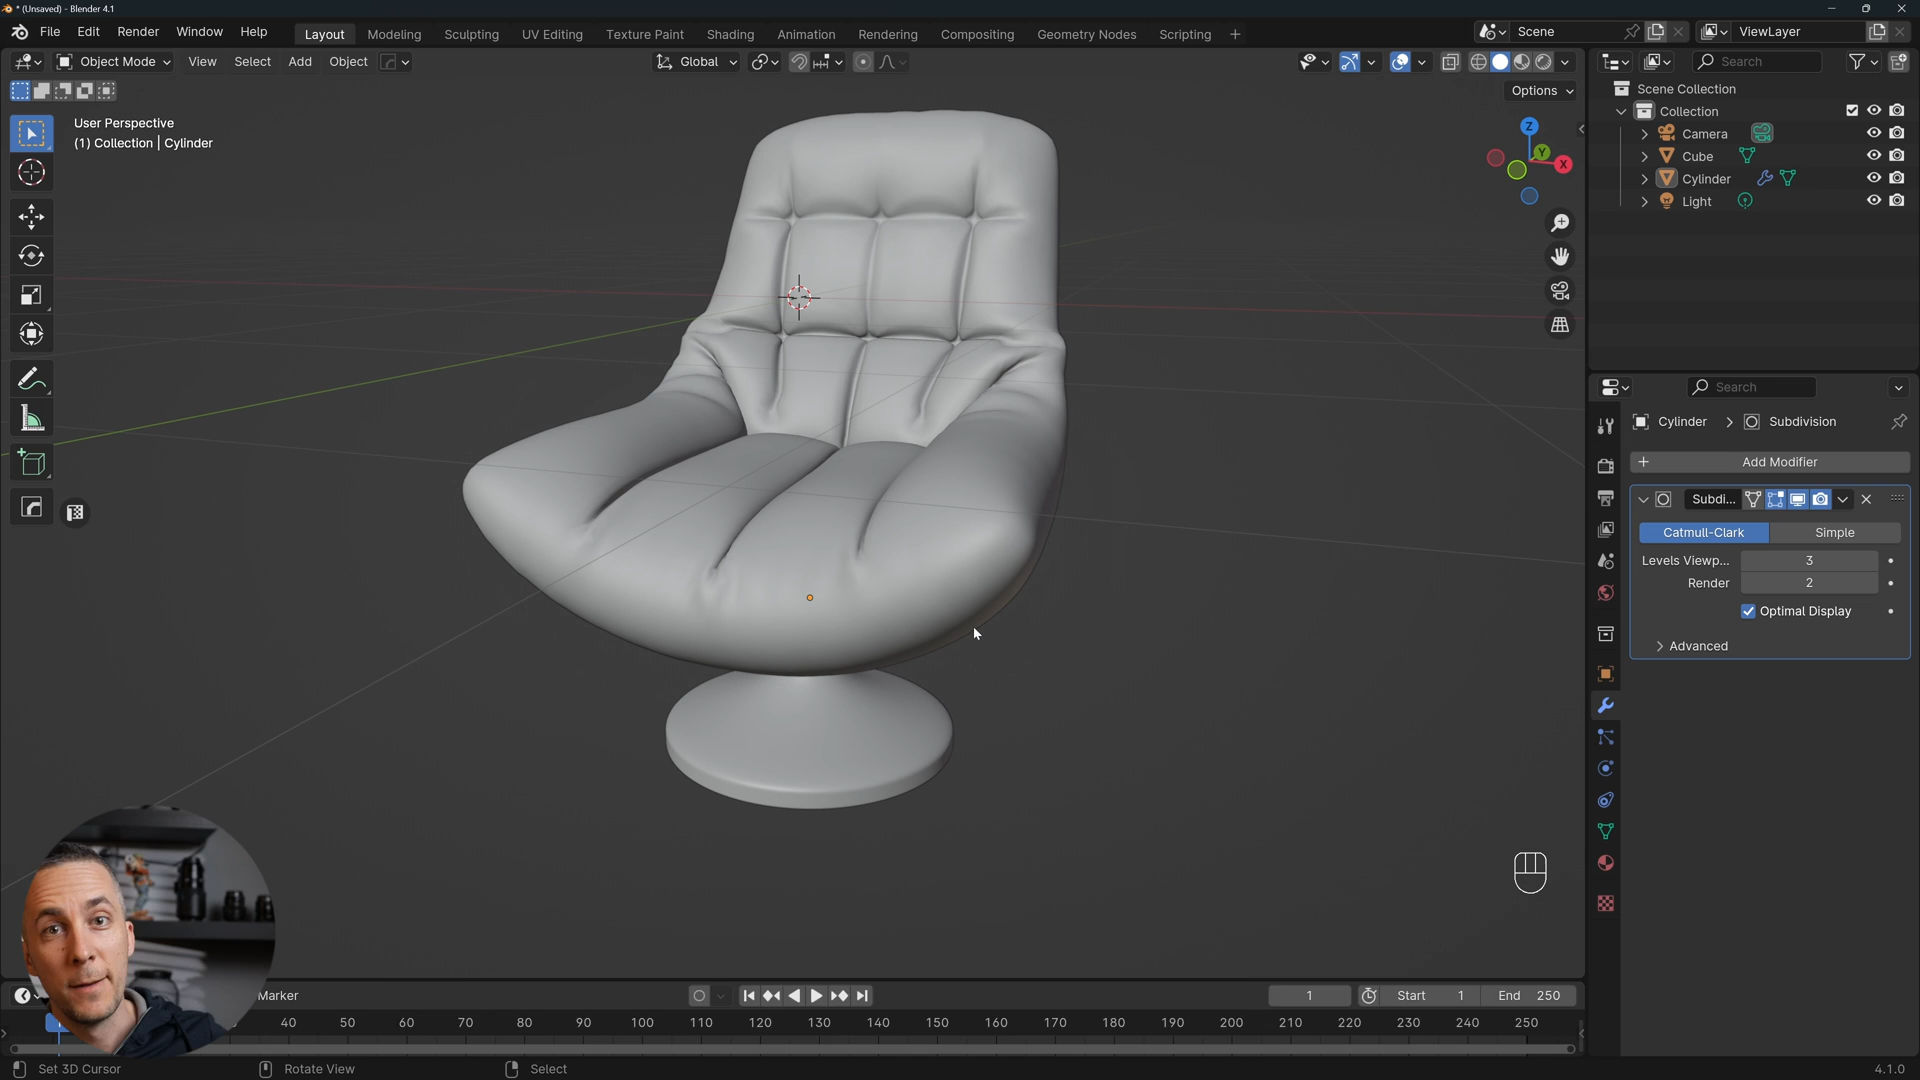 * (Unsaved) - Blender 4.1
File Edit Render Window Help
Layout Modeling Sculpting UV Editing Texture Paint Shading Animation Rendering Compositing Geometry Nodes Scripting +
Scene
ViewLayer
Object Mode View Select Add Object
Global
Search
Options
User Perspective
(1) Collection | Cylinder
Z
Y
X
Scene Collection
Collection
Camera
Cube
Cylinder
Light
Search
Cylinder > Subdivision
+ Add Modifier
Subdi...
Catmull-Clark Simple
Levels Viewp... 3
Render 2
Optimal Display
Advanced
Marker
1
Start 1
End 250
40 50 60 70 80 90 100 110 120 130 140 150 160 170 180 190 200 210 220 230 240 250
Set 3D Cursor
Rotate View
Select
4.1.0